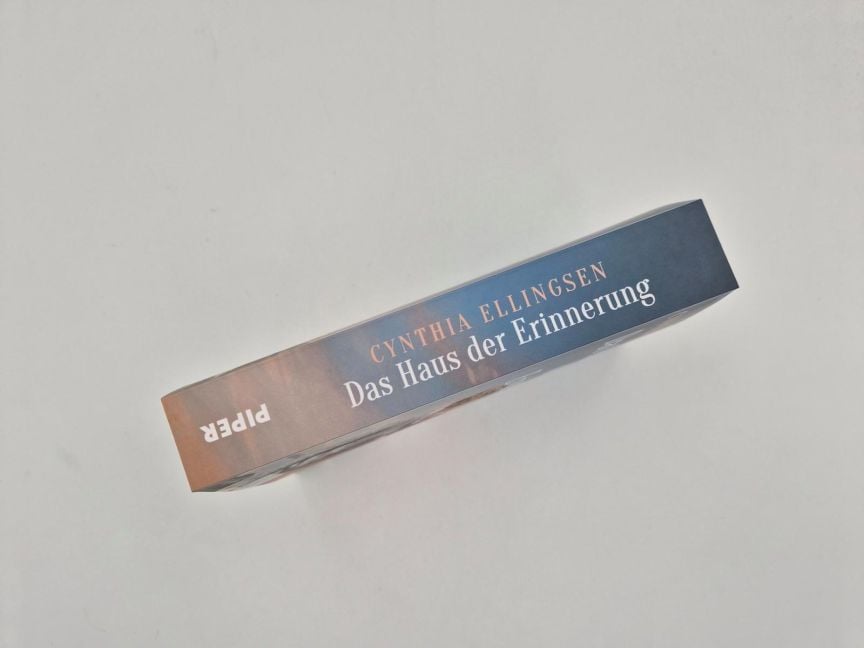 CYNTHIA ELLINGSEN
Das Haus der Erinnerung
PIPER